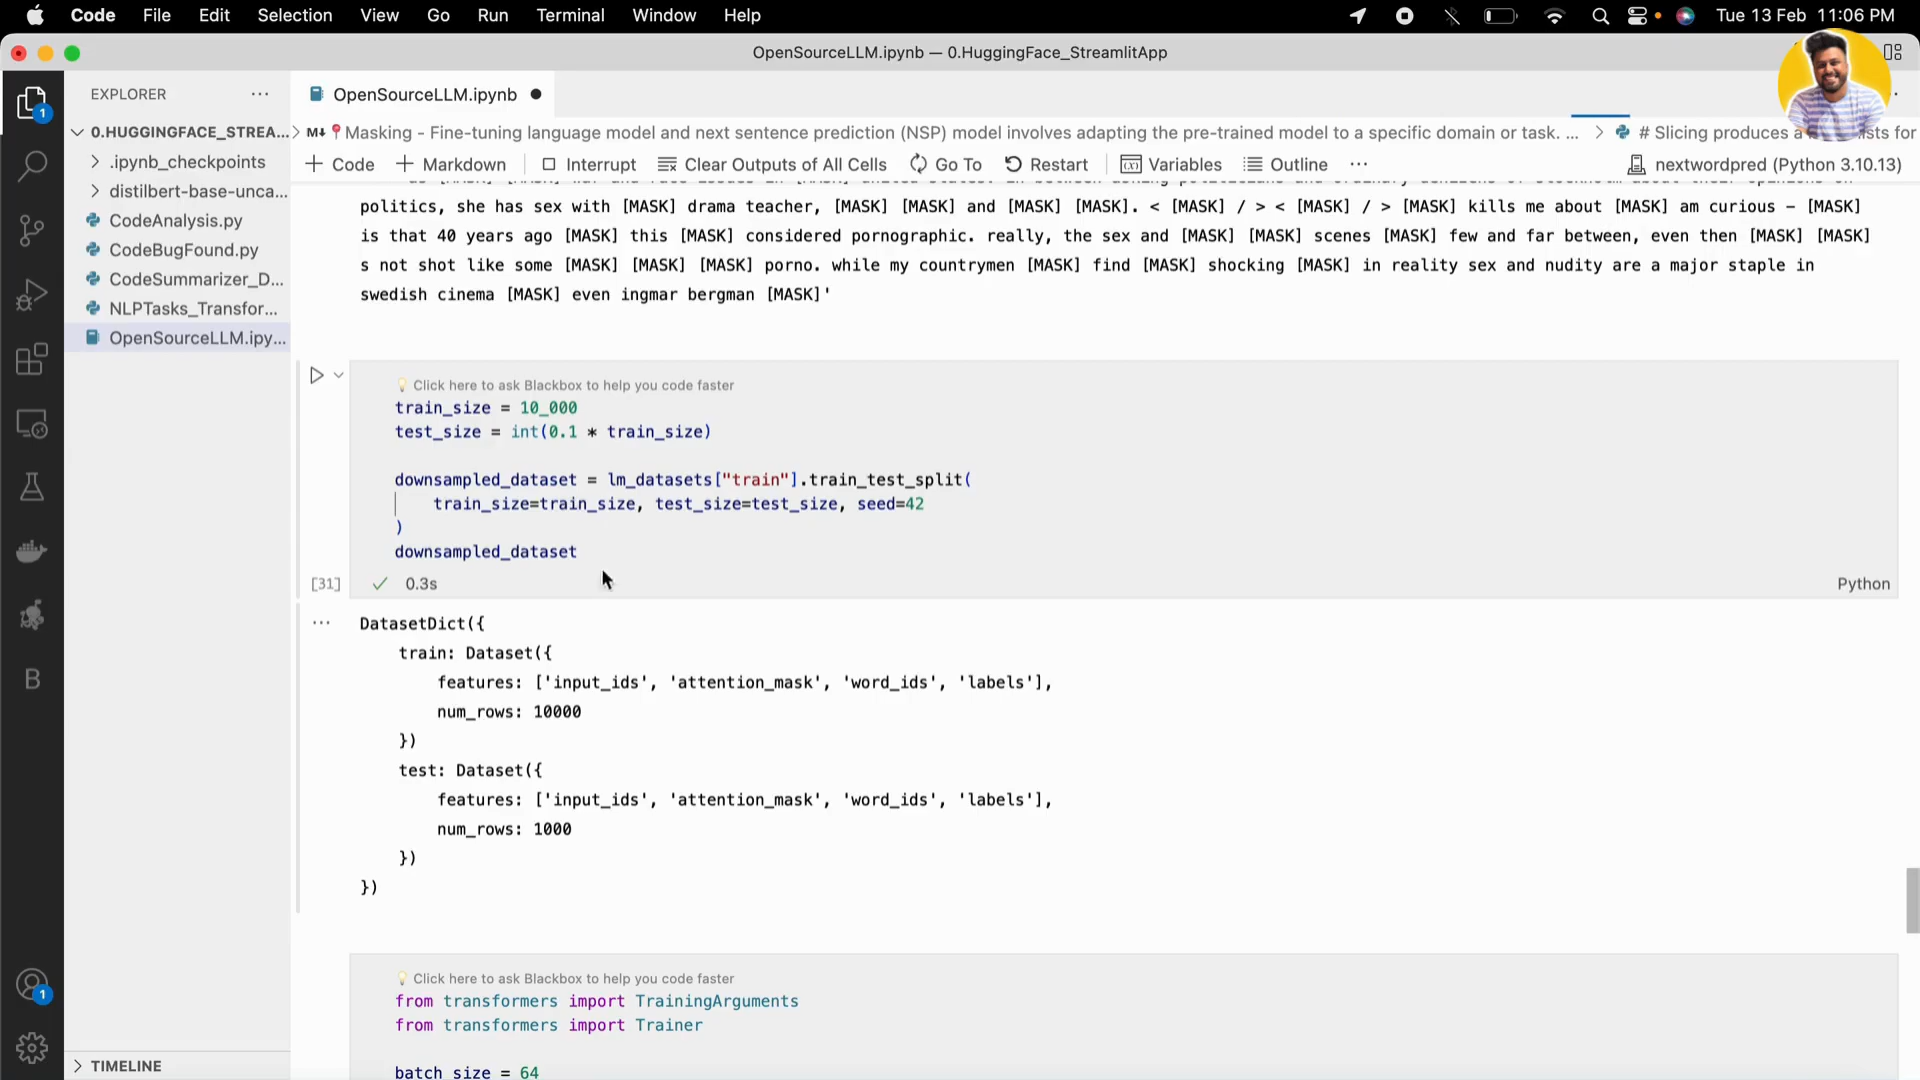 Code File Edit Selection View Go Run Terminal Window Help Tue 13 Feb 11:06 PM
OpenSourceLLM.ipynb — 0.HuggingFace_StreamlitApp
EXPLORER ···
OpenSourceLLM.ipynb
0.HUGGINGFACE_STREA...
M↓ Masking - Fine-tuning language model and next sentence prediction (NSP) model involves adapting the pre-trained model to a specific domain or task. ... > # Slicing produces a lists for
+ Code + Markdown Interrupt Clear Outputs of All Cells Go To Restart Variables Outline ··· nextwordpred (Python 3.10.13)
.ipynb_checkpoints
distilbert-base-unca...
CodeAnalysis.py
CodeBugFound.py
CodeSummarizer_D...
NLPTasks_Transfor...
OpenSourceLLM.ipy...
politics, she has sex with [MASK] drama teacher, [MASK] [MASK] and [MASK] [MASK]. < [MASK] / > < [MASK] / > [MASK] kills me about [MASK] am curious - [MASK]
is that 40 years ago [MASK] this [MASK] considered pornographic. really, the sex and [MASK] [MASK] scenes [MASK] few and far between, even then [MASK] [MASK]
s not shot like some [MASK] [MASK] [MASK] porno. while my countrymen [MASK] find [MASK] shocking [MASK] in reality sex and nudity are a major staple in
swedish cinema [MASK] even ingmar bergman [MASK]'
Click here to ask Blackbox to help you code faster
train_size = 10_000
test_size = int(0.1 * train_size)
downsampled_dataset = lm_datasets["train"].train_test_split(
train_size=train_size, test_size=test_size, seed=42
)
downsampled_dataset
[31] ✓ 0.3s Python
··· DatasetDict({
train: Dataset({
features: ['input_ids', 'attention_mask', 'word_ids', 'labels'],
num_rows: 10000
})
test: Dataset({
features: ['input_ids', 'attention_mask', 'word_ids', 'labels'],
num_rows: 1000
})
})
Click here to ask Blackbox to help you code faster
from transformers import TrainingArguments
from transformers import Trainer
batch_size = 64
B
1
1
TIMELINE